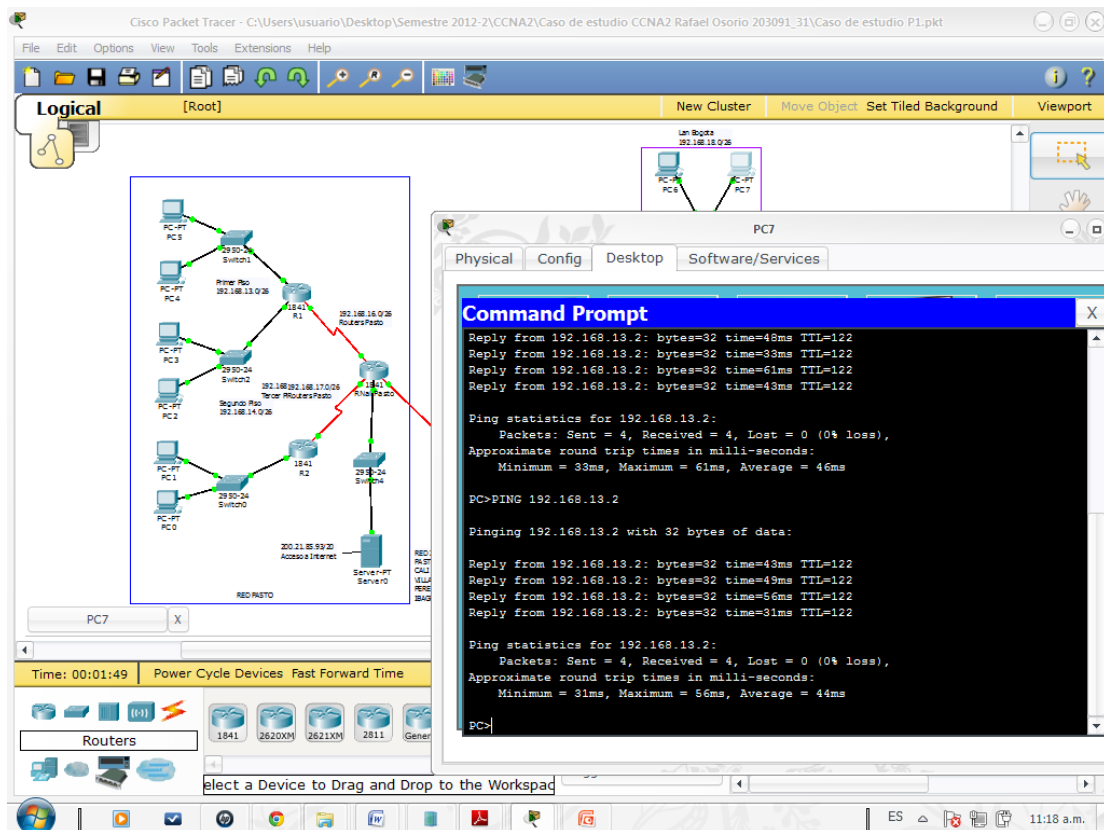 Cisco Packet Tracer - C:\Users\usuario\Desktop\Semestre 2012-2\CCNA2\Caso de estudio CCNA2 Rafael Osorio 203091_31\Caso de estudio P1.pkt
File Edit Options View Tools Extensions Help
Logical [Root] New Cluster Move Object Set Tiled Background Viewport
Lan Bogota
192.168.18.0/26
PC-PT
PC6
PC-PT
PC7
PC-PT
PC5
2950-24
Switch1
PC-PT
PC4
Primer Piso
192.168.13.0/26
1841
R1
192.168.16.0/26
Routers Pasto
PC-PT
PC3
2950-24
Switch2
PC-PT
PC2
Segundo Piso
192.168.14.0/26
192.168.17.0/26
Routers Pasto
1841
PC-PT
PC1
1841
R2
2950-24
Switch0
PC-PT
PC0
2950-24
Switch4
200.21.85.93/20
Acceso a Internet
Server-PT
Server0
RED PASTO
PC7
Physical Config Desktop Software/Services
Command Prompt X
Reply from 192.168.13.2: bytes=32 time=48ms TTL=122
Reply from 192.168.13.2: bytes=32 time=33ms TTL=122
Reply from 192.168.13.2: bytes=32 time=61ms TTL=122
Reply from 192.168.13.2: bytes=32 time=43ms TTL=122
Ping statistics for 192.168.13.2:
Packets: Sent = 4, Received = 4, Lost = 0 (0% loss),
Approximate round trip times in milli-seconds:
Minimum = 33ms, Maximum = 61ms, Average = 46ms
PC>PING 192.168.13.2
Pinging 192.168.13.2 with 32 bytes of data:
Reply from 192.168.13.2: bytes=32 time=43ms TTL=122
Reply from 192.168.13.2: bytes=32 time=49ms TTL=122
Reply from 192.168.13.2: bytes=32 time=56ms TTL=122
Reply from 192.168.13.2: bytes=32 time=31ms TTL=122
Ping statistics for 192.168.13.2:
Packets: Sent = 4, Received = 4, Lost = 0 (0% loss),
Approximate round trip times in milli-seconds:
Minimum = 31ms, Maximum = 56ms, Average = 44ms
PC>
PC7 X
Time: 00:01:49 Power Cycle Devices Fast Forward Time
Routers
1841 2620XM 2621XM 2811 Gener
elect a Device to Drag and Drop to the Workspac
ES 11:18 a.m.